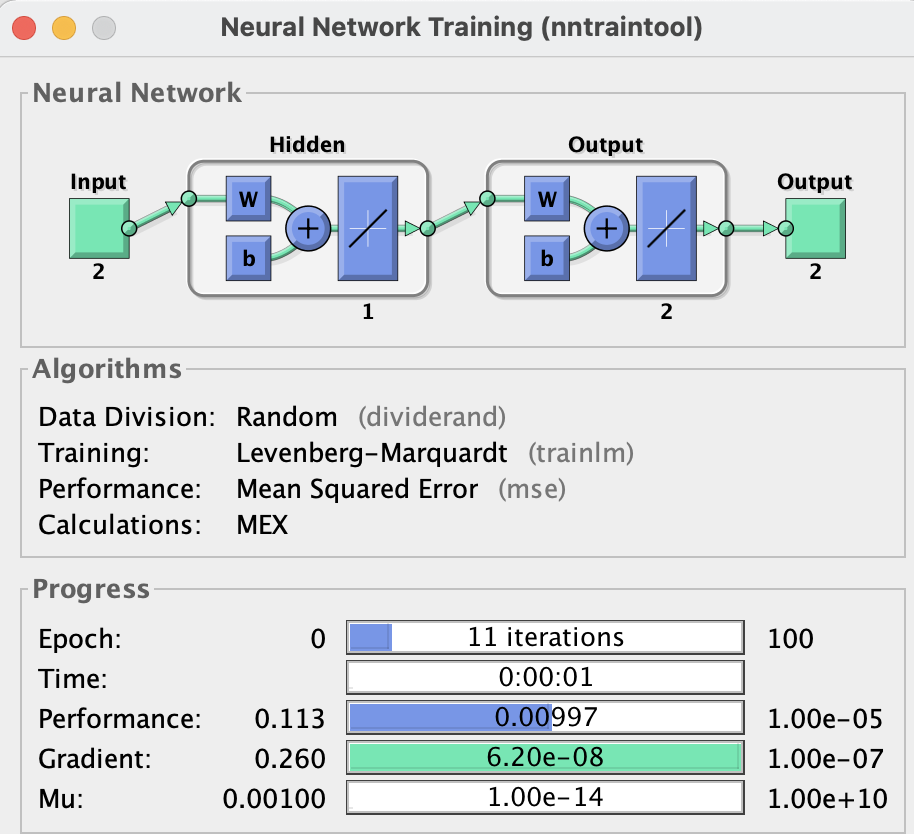 Neural Network Training (nntraintool)
Neural Network
Hidden
Output
Input
Output
W
W
b
b
2
2
1
2
Algorithms
Data Division: Random (dividerand)
Training: Levenberg-Marquardt (trainlm)
Performance: Mean Squared Error (mse)
Calculations: MEX
Progress
Epoch: 0 11 iterations 100
Time: 0:00:01
Performance: 0.113 0.00997 1.00e-05
Gradient: 0.260 6.20e-08 1.00e-07
Mu: 0.00100 1.00e-14 1.00e+10